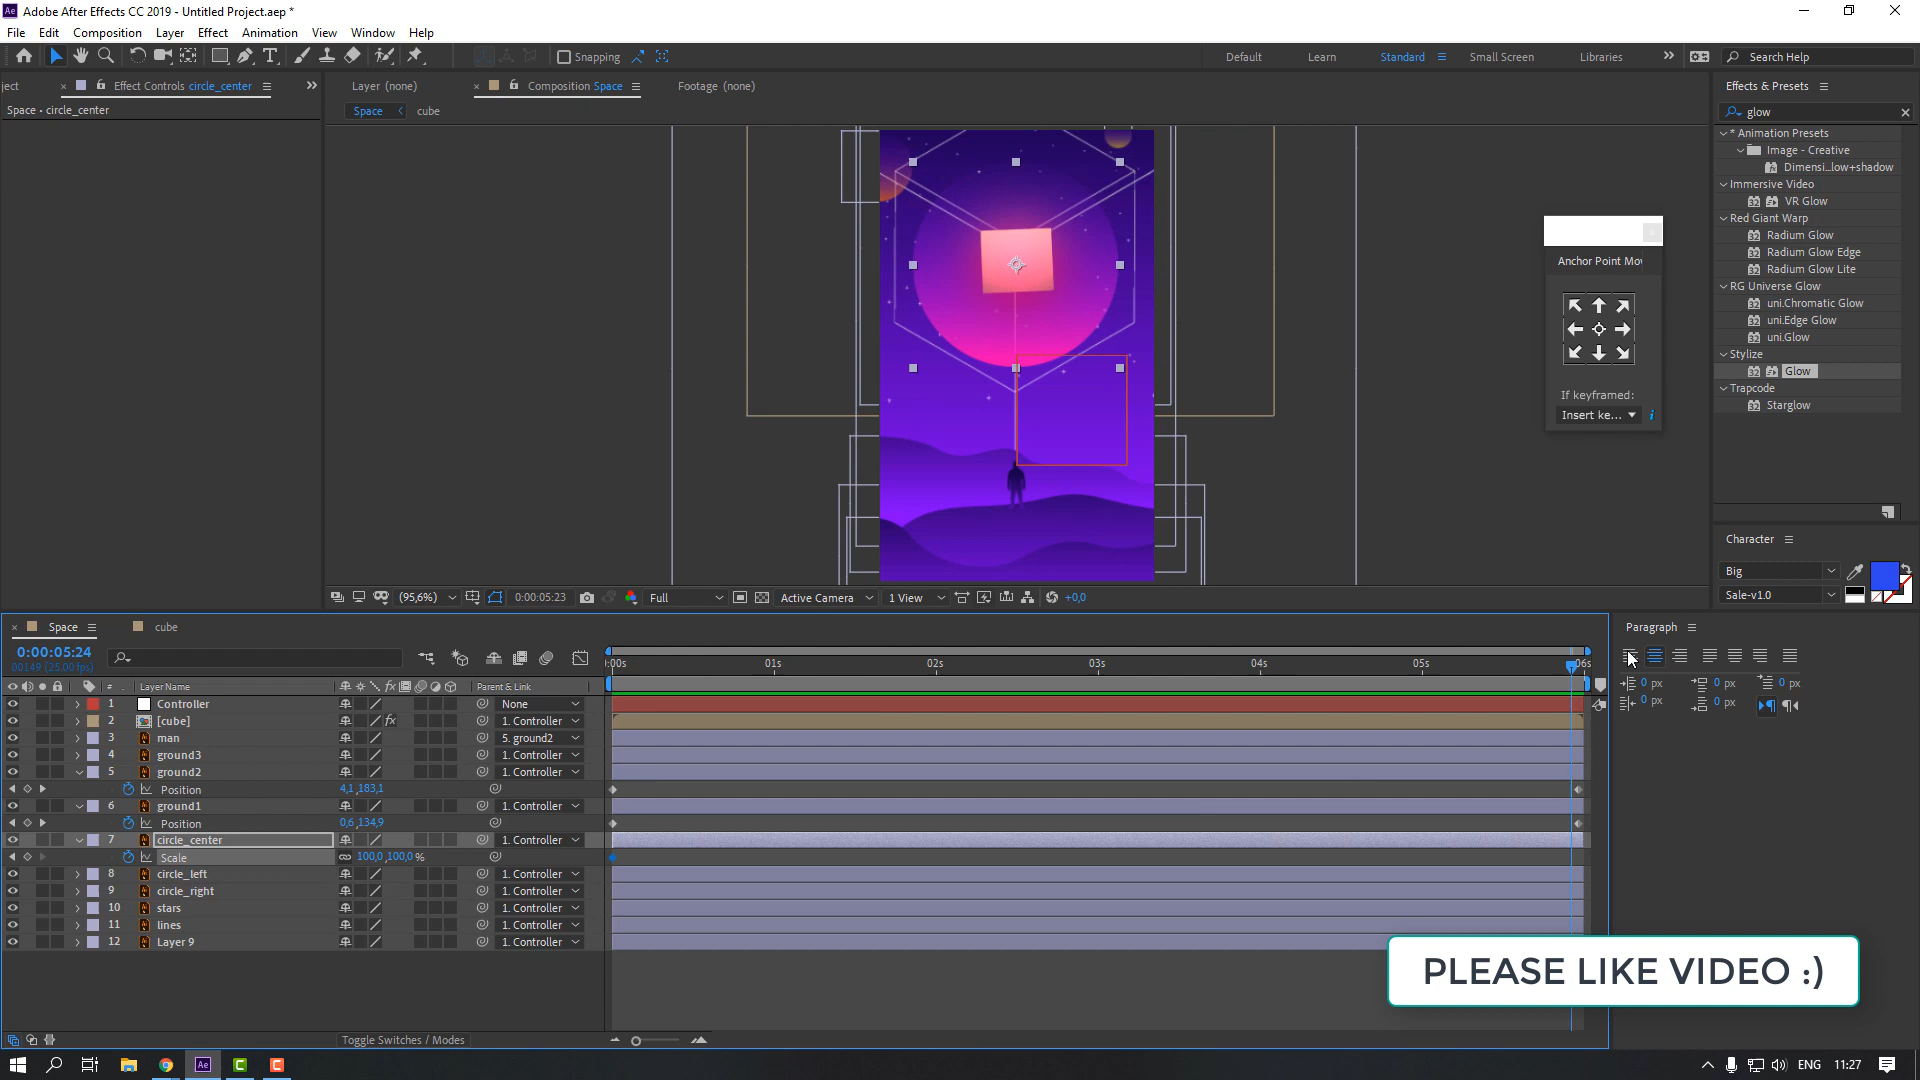 Adobe After Effects CC 2019 - Untitled Project.aep *
File Edit Composition Layer Effect Animation View Window Help
Snapping
Default Learn Standard Small Screen Libraries Search Help
ject Effect Controls circle_center
Layer (none) Composition Space Footage (none)
Effects & Presets
Space • circle_center
Space cube
glow
* Animation Presets
Image - Creative
Dimensi...low+shadow
Immersive Video
VR Glow
Red Giant Warp
Radium Glow
Radium Glow Edge
Radium Glow Lite
RG Universe Glow
uni.Chromatic Glow
uni.Edge Glow
uni.Glow
Stylize
Glow
Trapcode
Starglow
Anchor Point Mov
If keyframed:
Insert ke...
Character
Big
Sale-v1.0
(95,6%) 0:00:05:23 Full Active Camera 1 View +0,0
Space cube
Paragraph
0:00:05:24
00149 (25.00 fps)
:00s 01s 02s 03s 04s 05s 06s
# Layer Name Parent & Link
1 Controller None
2 [cube] 1. Controller
3 man 5. ground2
4 ground3 1. Controller
5 ground2 1. Controller
Position 4,1,183,1
6 ground1 1. Controller
Position 0,6,134,9
7 circle_center 1. Controller
Scale 100,0,100,0%
8 circle_left 1. Controller
9 circle_right 1. Controller
10 stars 1. Controller
11 lines 1. Controller
12 Layer 9 1. Controller
0 px 0 px 0 px
0 px 0 px
PLEASE LIKE VIDEO :)
Toggle Switches / Modes
ENG 11:27